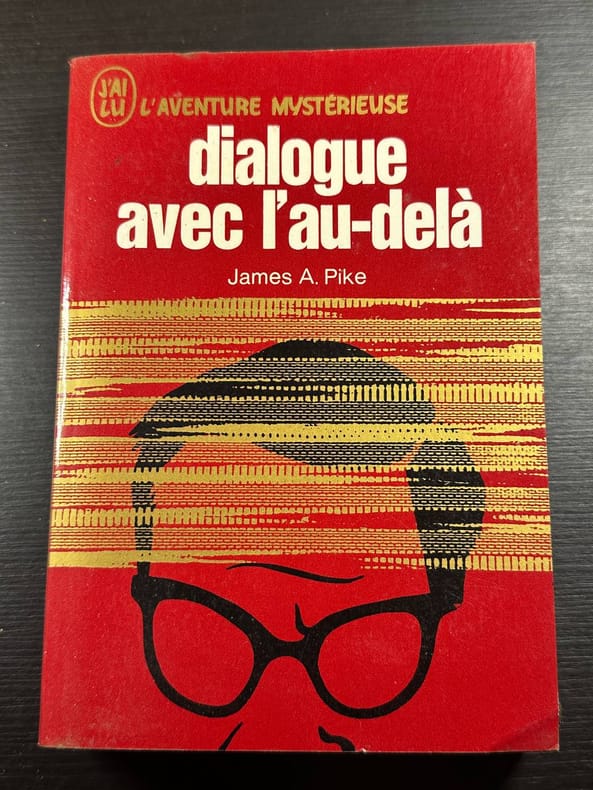 J'AI
LU
L'AVENTURE MYSTÉRIEUSE
dialogue
avec l'au-delà
James A. Pike